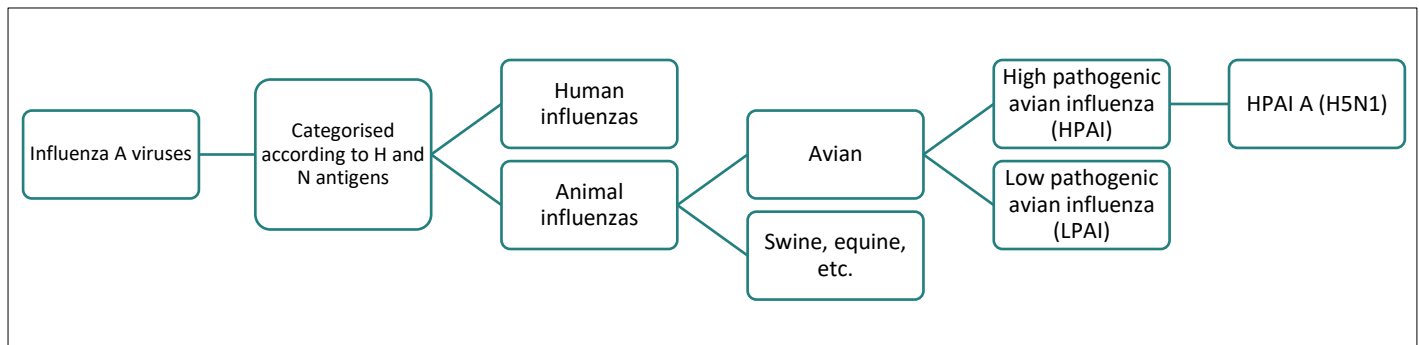 Influenza A viruses
Categorised
according to H and
N antigens
Human
influenzas
Animal
influenzas
Avian
Swine, equine,
etc.
High pathogenic
avian influenza
(HPAI)
Low pathogenic
avian influenza
(LPAI)
HPAI A (H5N1)